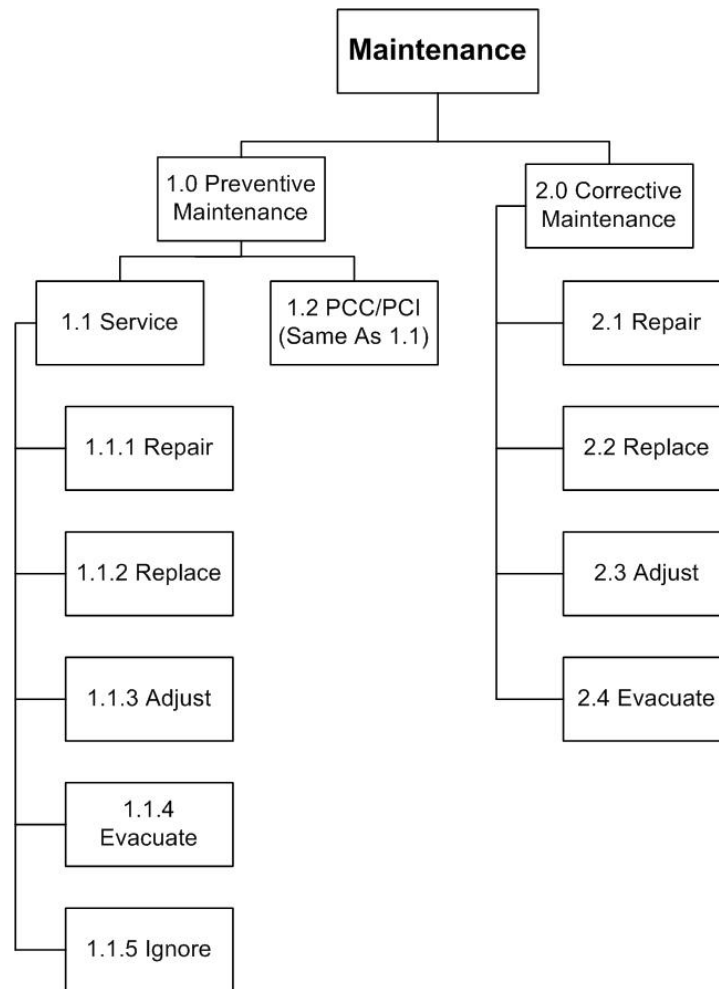 Maintenance
1.0 Preventive
Maintenance
2.0 Corrective
Maintenance
1.1 Service
1.2 PCC/PCI
(Same As 1.1)
2.1 Repair
1.1.1 Repair
2.2 Replace
1.1.2 Replace
2.3 Adjust
1.1.3 Adjust
2.4 Evacuate
1.1.4
Evacuate
1.1.5 Ignore